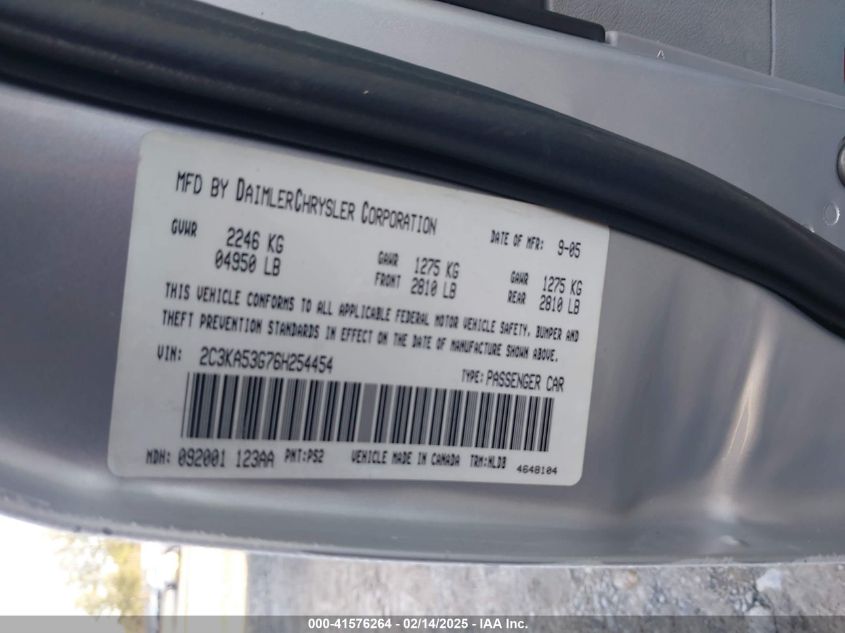 MFD BY DAIMLERCHRYSLER CORPORATION
DATE OF MFR: 9-05
GVWR 2246 KG 04950 LB
GAWR FRONT 1275 KG 2810 LB
GAWR REAR 1275 KG 2810 LB
THIS VEHICLE CONFORMS TO ALL APPLICABLE FEDERAL MOTOR VEHICLE SAFETY, BUMPER AND
THEFT PREVENTION STANDARDS IN EFFECT ON THE DATE OF MANUFACTURE SHOWN ABOVE.
VIN: 2C3KA53G76H254454 TYPE: PASSENGER CAR
MDH: 092001 123AA PNT:PS2 VEHICLE MADE IN CANADA TRM:NLDB
4648104
000-41576264 - 02/14/2025 - IAA Inc.